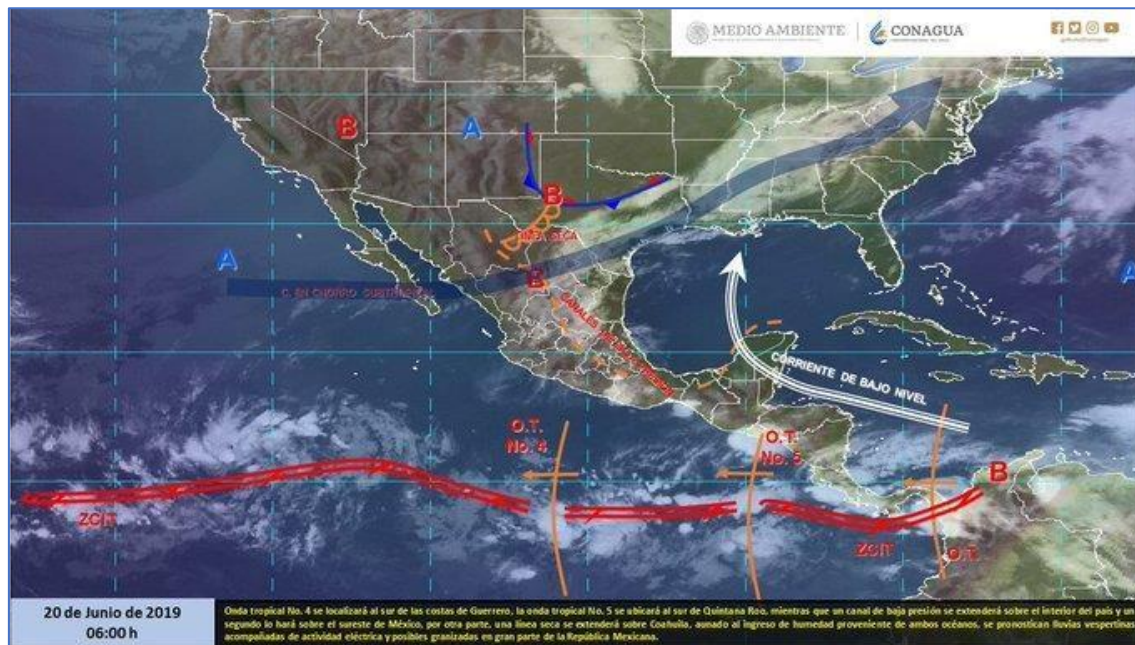 MEDIO AMBIENTE
CONAGUA
B
A
B
LÍNEA SECA
A
B
A
C. EN CHORRO SUBTROPICAL
CANALES DE BAJA PRESIÓN
CORRIENTE DE BAJO NIVEL
O.T.
No. 4
O.T.
No. 5
B
ZCIT
ZCIT
O.T.
20 de Junio de 2019
06:00 h
Onda tropical No. 4 se localizará al sur de las costas de Guerrero, la onda tropical No. 5 se ubicará al sur de Quintana Roo, mientras que un canal de baja presión se extenderá sobre el interior del país y un
segundo lo hará sobre el sureste de México, por otra parte, una línea seca se extenderá sobre Coahuila, aunado al ingreso de humedad proveniente de ambos océanos, se pronostican lluvias vespertinas
acompañadas de actividad eléctrica y posibles granizadas en gran parte de la República Mexicana.